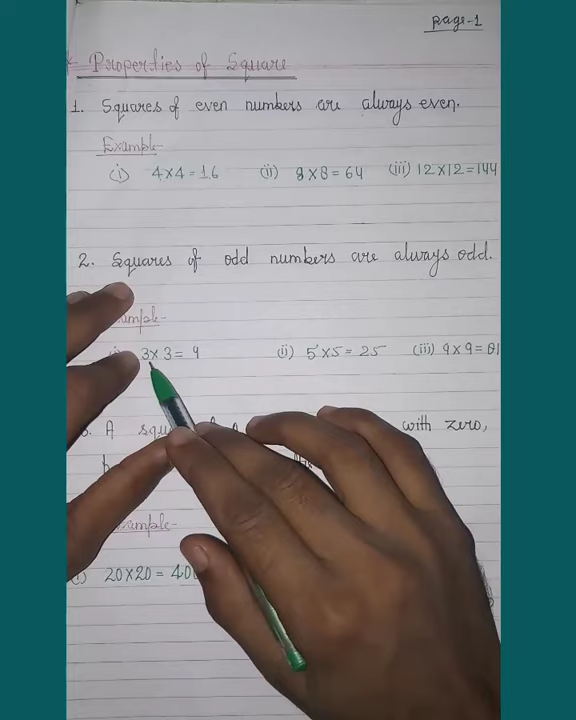 page-1
* Properties of Square
1. Squares of even numbers are always even.
Example-
(i) 4×4=16 (ii) 8×8=64 (iii) 12×12=144
2. Squares of odd numbers are always odd.
(i) 3×3=9 (ii) 5×5=25 (iii) 9×9=81
A with zero,
20×20=